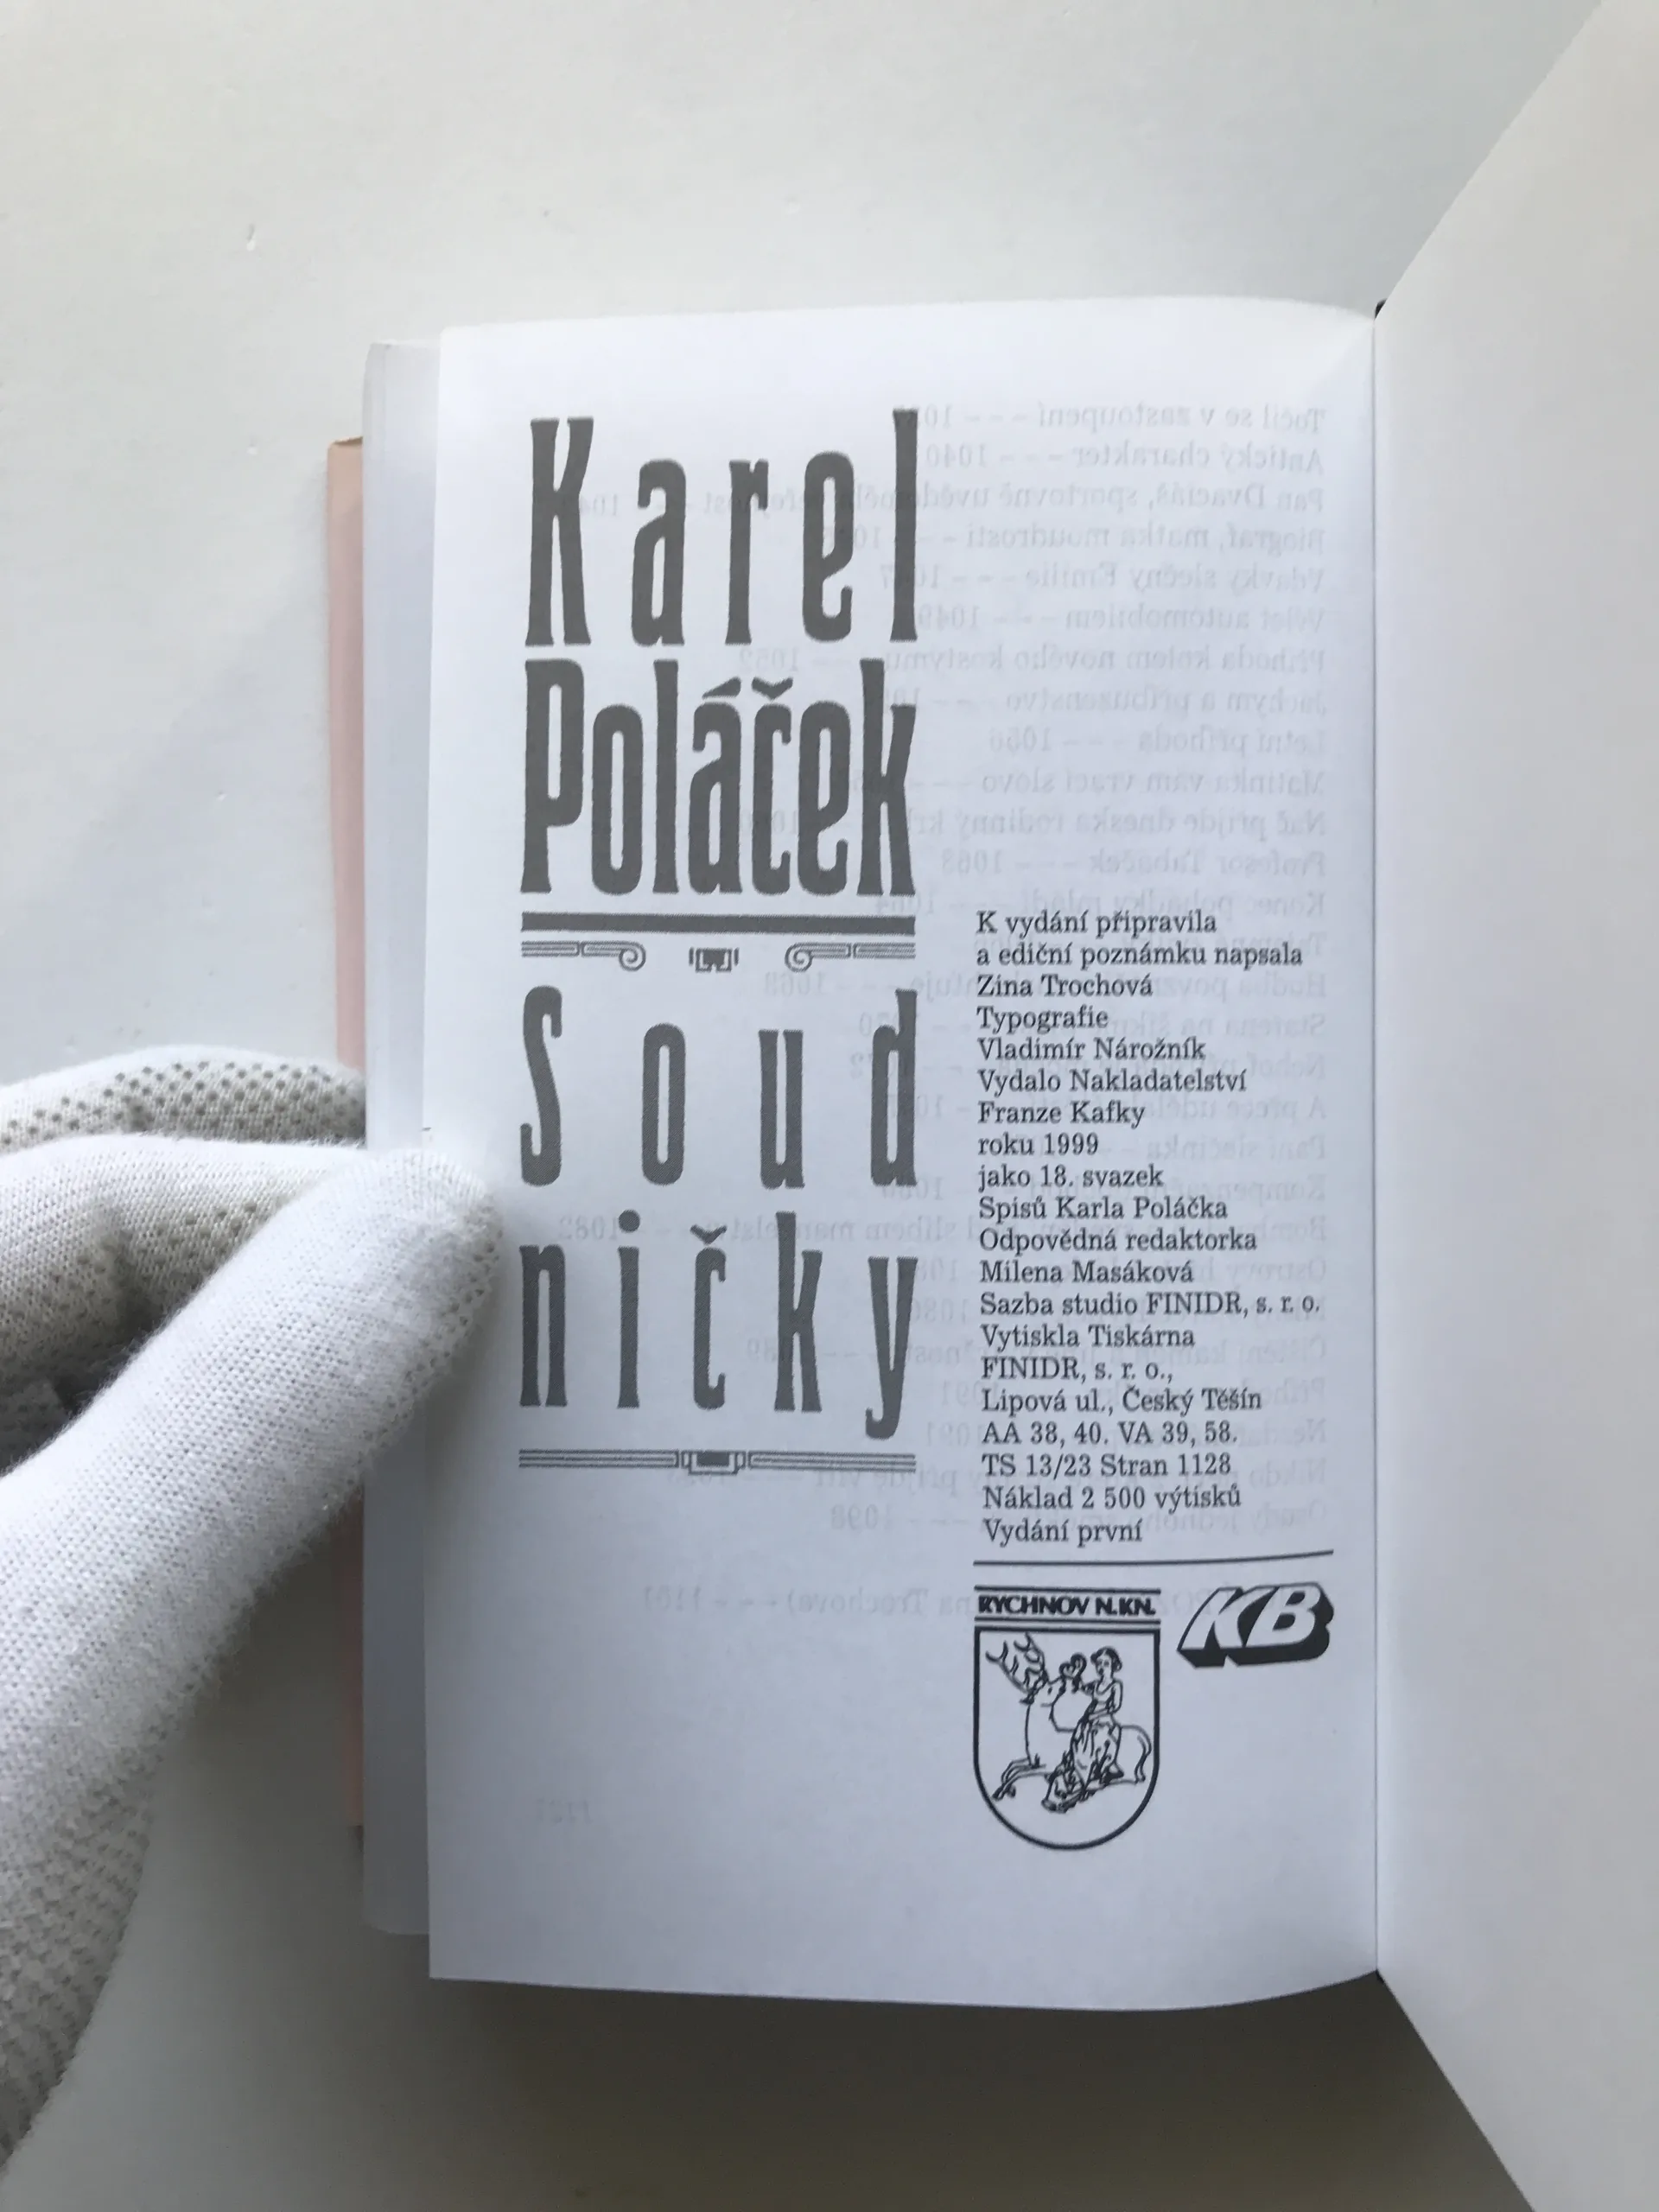 Karel
Poláček
Soud
ničky
K vydání připravila
a ediční poznámku napsala
Zina Trochová
Typografie
Vladimír Nárožník
Vydalo Nakladatelství
Franze Kafky
roku 1999
jako 18. svazek
Spisů Karla Poláčka
Odpovědná redaktorka
Milena Masáková
Sazba studio FINIDR, s. r. o.
Vytiskla Tiskárna
FINIDR, s. r. o.,
Lipová ul., Český Těšín
AA 38, 40. VA 39, 58.
TS 13/23 Stran 1128
Náklad 2 500 výtisků
Vydání první
RYCHNOV N.KN.
KB